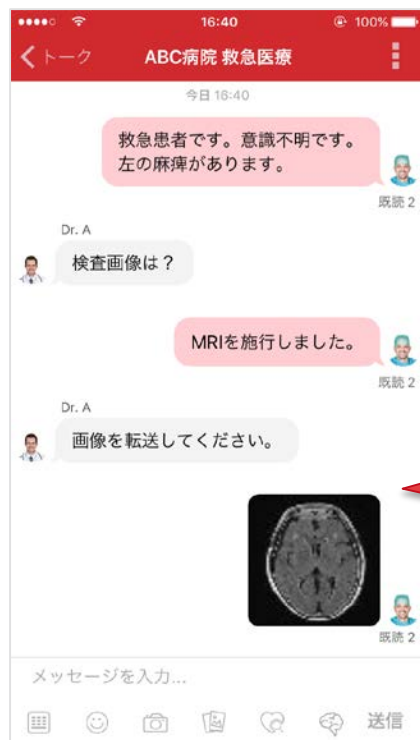 16:40
100%
トーク
ABC病院 救急医療
今日 16:40
救急患者です。意識不明です。
左の麻痺があります。
既読 2
Dr. A
検査画像は？
MRIを施行しました。
既読 2
Dr. A
画像を転送してください。
既読 2
メッセージを入力...
送信